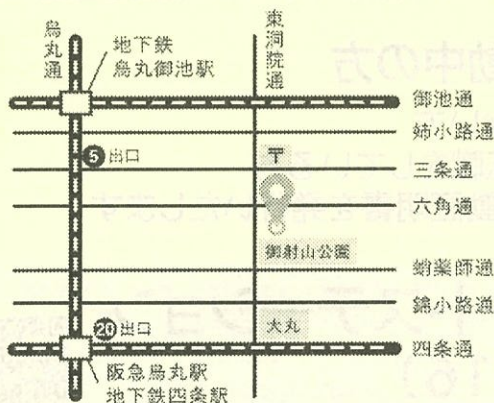 烏丸通
東洞院通
地下鉄
烏丸御池駅
御池通
姉小路通
5 出口
〒
三条通
六角通
御射山公園
蛸薬師通
錦小路通
20 出口
大丸
四条通
阪急烏丸駅
地下鉄四条駅